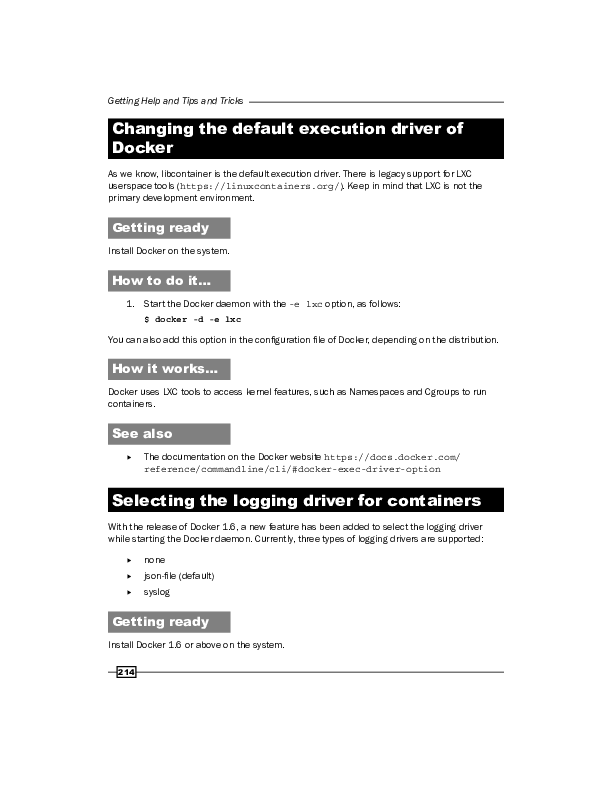 Getting Help and Tips and Tricks
Changing the default execution driver of
Docker
As we know, libcontainer is the default execution driver. There is legacy support for LXC
userspace tools (https://linuxcontainers.org/). Keep in mind that LXC is not the
primary development environment.
Getting ready
Install Docker on the system.
How to do it...
1. Start the Docker daemon with the -e lxc option, as follows:
$ docker -d -e lxc
You can also add this option in the configuration file of Docker, depending on the distribution.
How it works...
Docker uses LXC tools to access kernel features, such as Namespaces and Cgroups to run
containers.
See also
▸ The documentation on the Docker website https://docs.docker.com/
reference/commandline/cli/#docker-exec-driver-option
Selecting the logging driver for containers
With the release of Docker 1.6, a new feature has been added to select the logging driver
while starting the Docker daemon. Currently, three types of logging drivers are supported:
▸ none
▸ json-file (default)
▸ syslog
Getting ready
Install Docker 1.6 or above on the system.
214